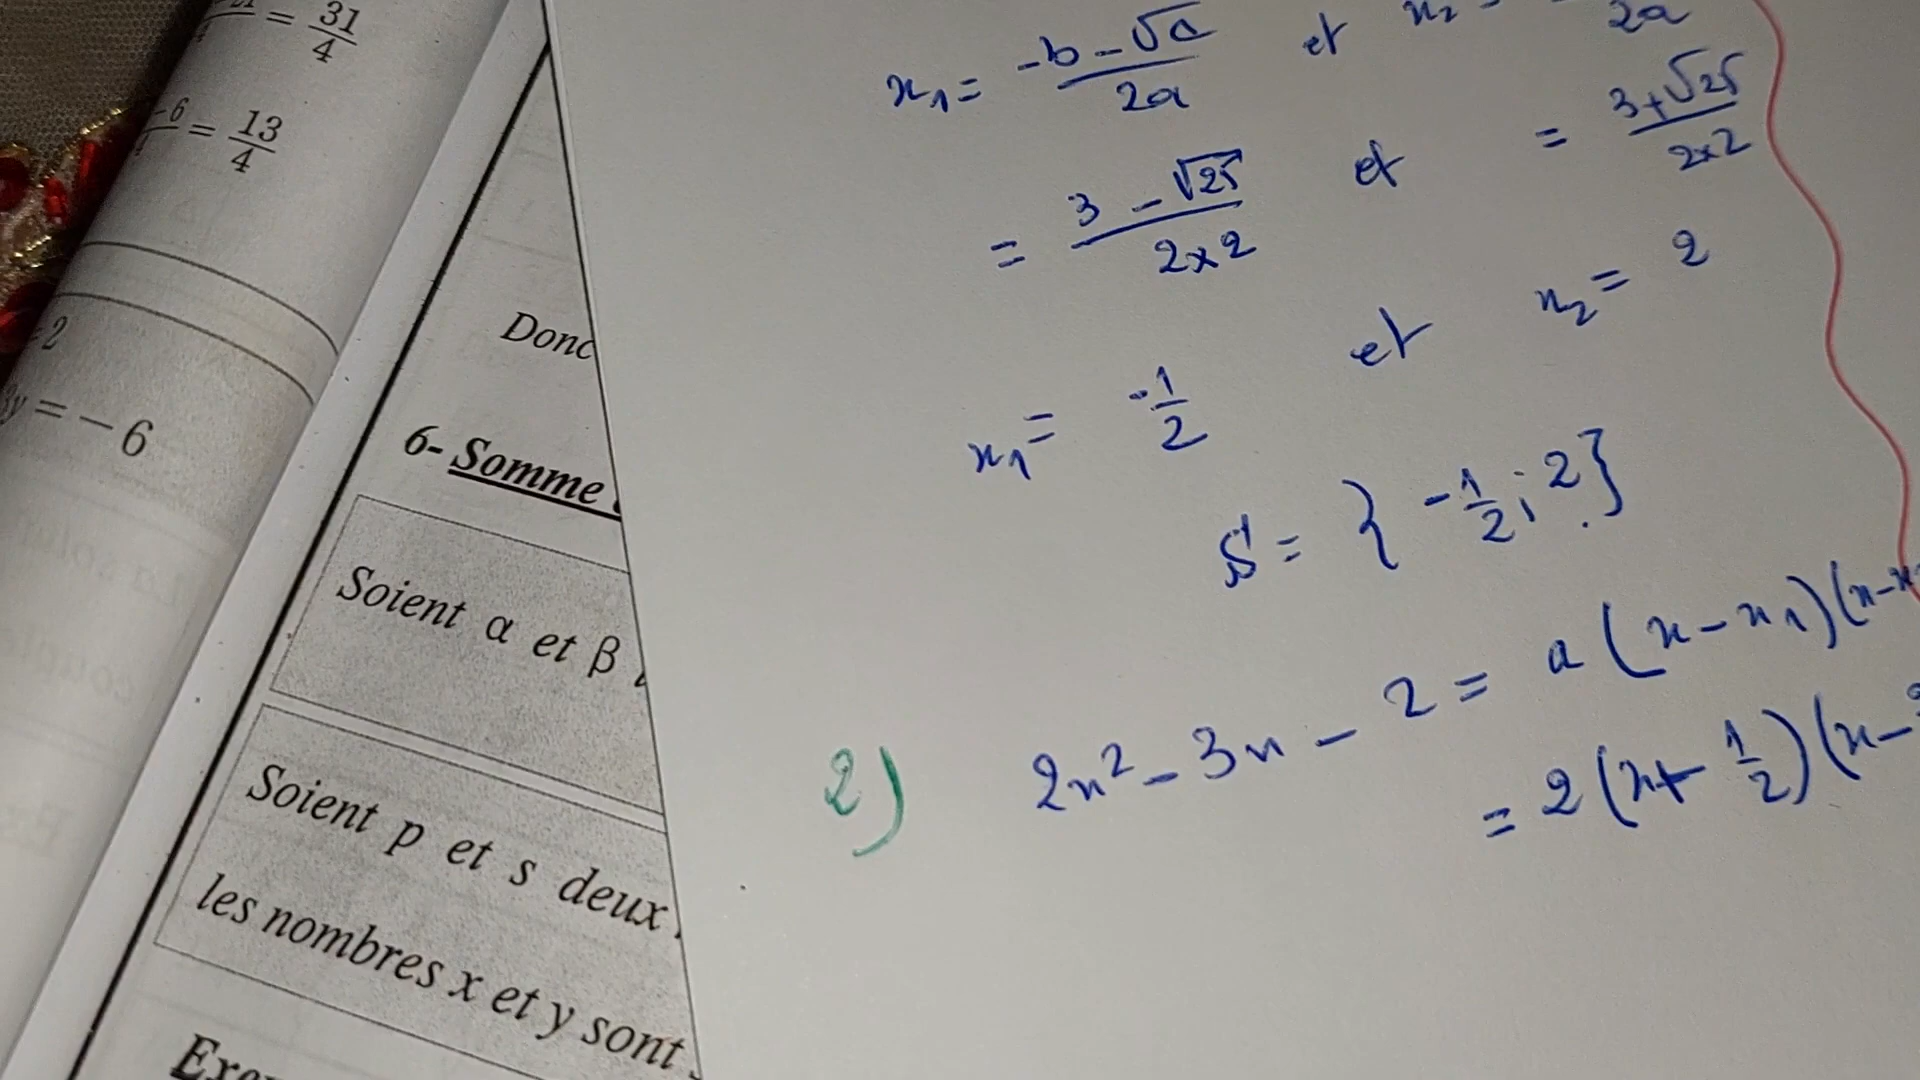 = 31/4
-6/4 = 13/4
= 2
y = - 6
Donc
6- Somme
Soient α et β
Soient p et s deux
les nombres x et y sont
x₁ = (-b - √Δ)/2a et x₂ = /2a
= (3 - √25)/(2×2) et = (3 + √25)/(2×2)
x₁ = -1/2 et x₂ = 2
S = { -1/2 ; 2 }
2) 2x² - 3x - 2 = a (x - x₁)(x - x
= 2 (x + 1/2)(x -